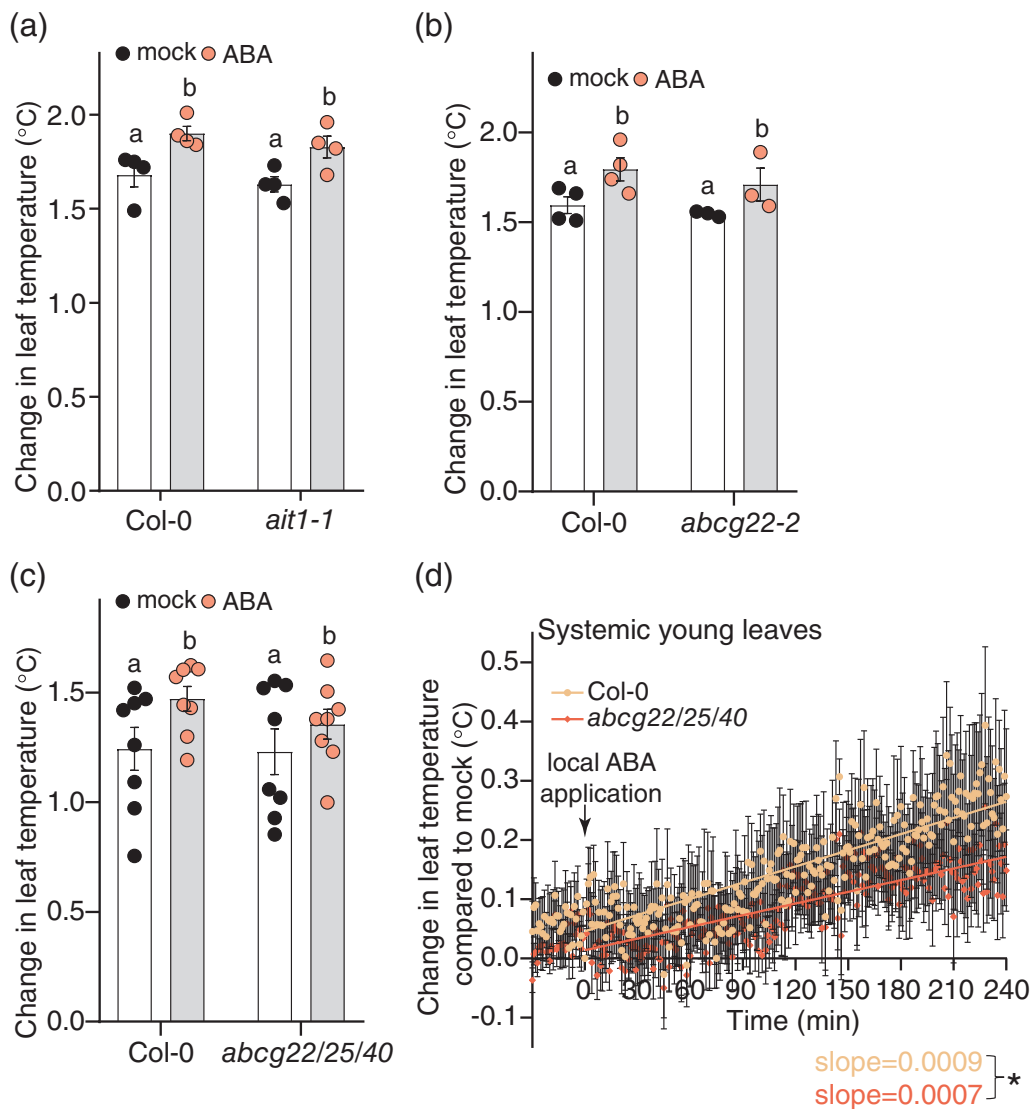 (a)
mock ABA
Change in leaf temperature (°C)
2.0
1.5
1.0
0.5
0.0
a
b
a
b
Col-0
ait1-1
(b)
mock ABA
Change in leaf temperature (°C)
2.0
1.5
1.0
0.5
0.0
a
b
a
b
Col-0
abcg22-2
(c)
mock ABA
Change in leaf temperature (°C)
1.5
1.0
0.5
0.0
a
b
a
b
Col-0
abcg22/25/40
(d)
Systemic young leaves
Change in leaf temperature
compared to mock (°C)
0.5
0.4
0.3
0.2
0.1
0.0
-0.1
Col-0
abcg22/25/40
local ABA
application
0 30 60 90 120 150 180 210 240
Time (min)
slope=0.0009
slope=0.0007
*